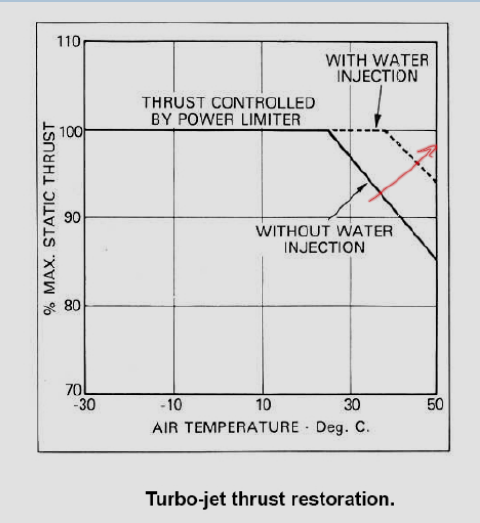 110
WITH WATER
INJECTION
THRUST CONTROLLED
BY POWER LIMITER
100
% MAX. STATIC THRUST
90
WITHOUT WATER
INJECTION
80
70
-30 -10 10 30 50
AIR TEMPERATURE - Deg. C.
Turbo-jet thrust restoration.